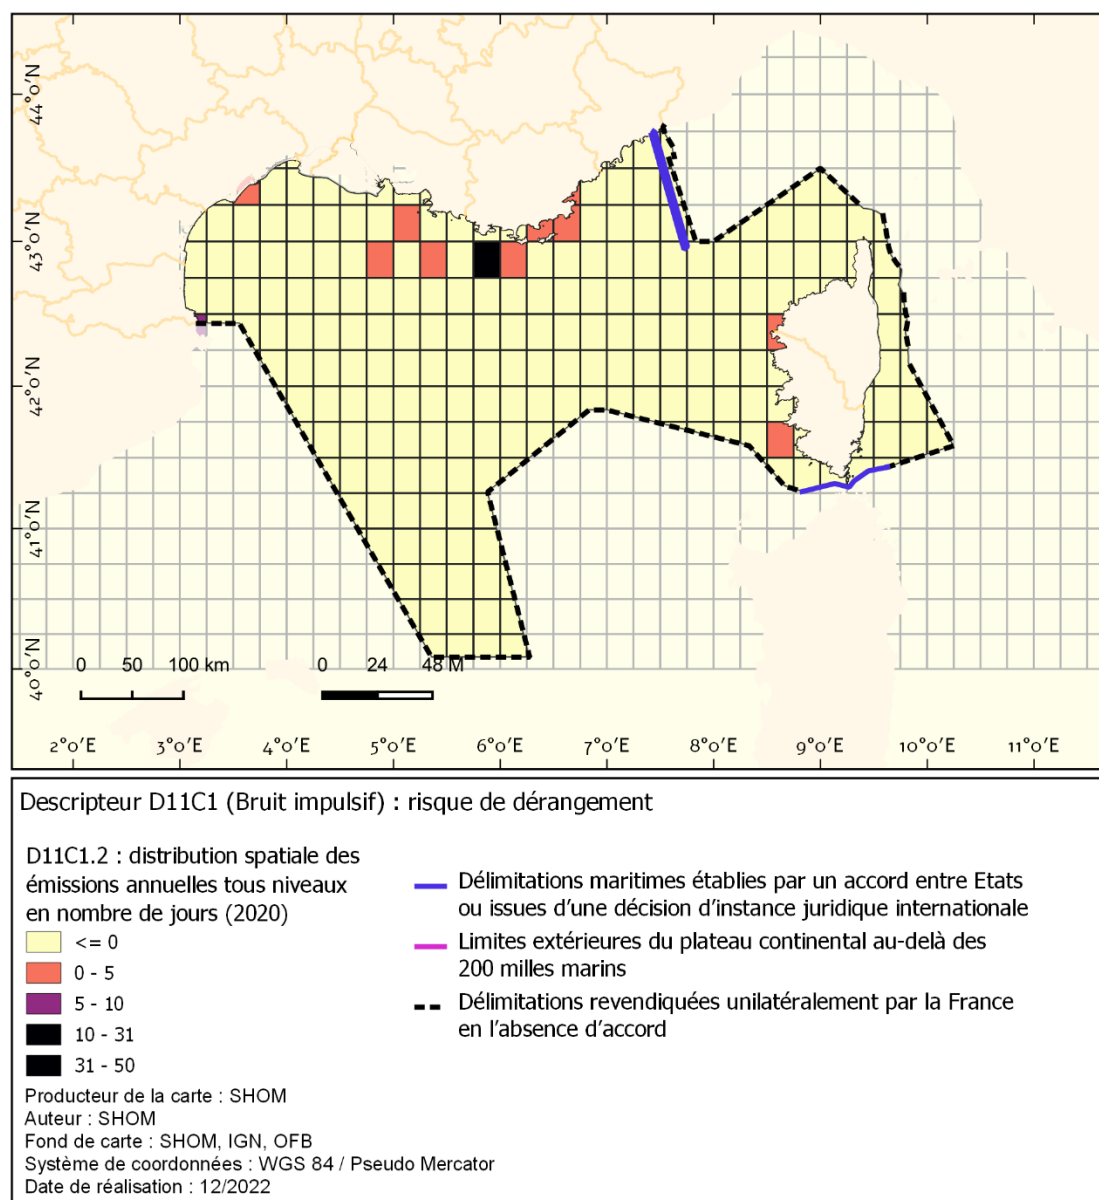 44°0'N
43°0'N
42°0'N
41°0'N
40°0'N
0 50 100 km
0 24 48 M
2°0'E 3°0'E 4°0'E 5°0'E 6°0'E 7°0'E 8°0'E 9°0'E 10°0'E 11°0'E
Descripteur D11C1 (Bruit impulsif) : risque de dérangement
D11C1.2 : distribution spatiale des
émissions annuelles tous niveaux
en nombre de jours (2020)
<= 0
0 - 5
5 - 10
10 - 31
31 - 50
Délimitations maritimes établies par un accord entre Etats
ou issues d'une décision d'instance juridique internationale
Limites extérieures du plateau continental au-delà des
200 milles marins
Délimitations revendiquées unilatéralement par la France
en l'absence d'accord
Producteur de la carte : SHOM
Auteur : SHOM
Fond de carte : SHOM, IGN, OFB
Système de coordonnées : WGS 84 / Pseudo Mercator
Date de réalisation : 12/2022